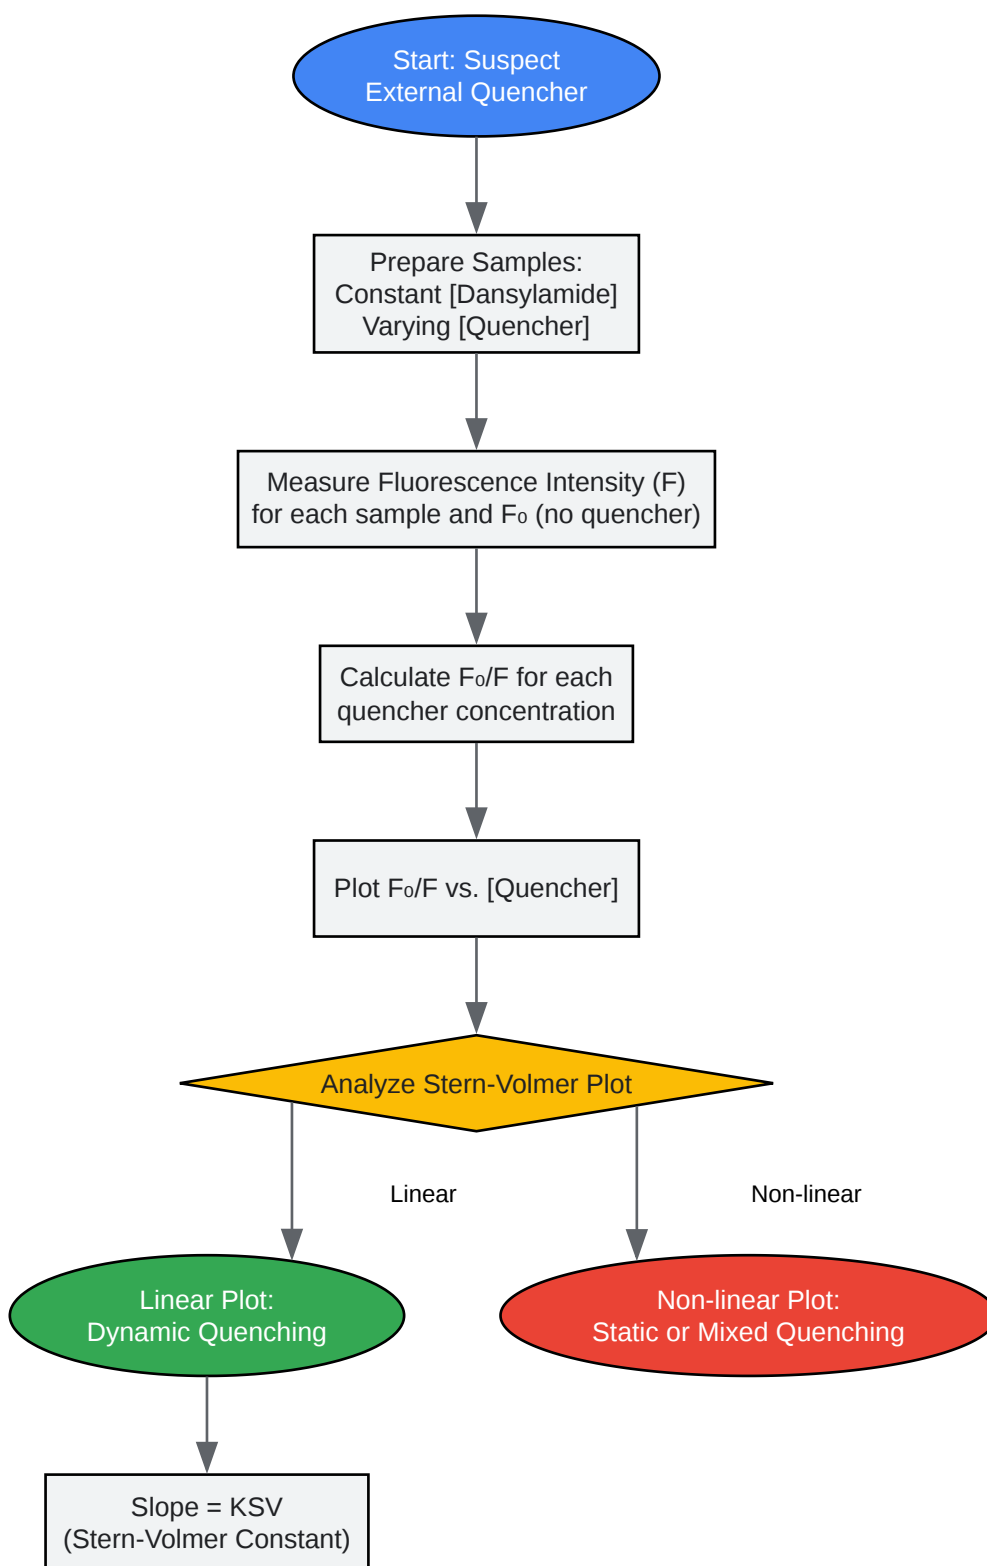 Start: Suspect
External Quencher
Prepare Samples:
Constant [Dansylamide]
Varying [Quencher]
Measure Fluorescence Intensity (F)
for each sample and F₀ (no quencher)
Calculate F₀/F for each
quencher concentration
Plot F₀/F vs. [Quencher]
Analyze Stern-Volmer Plot
Linear
Non-linear
Linear Plot:
Dynamic Quenching
Non-linear Plot:
Static or Mixed Quenching
Slope = KSV
(Stern-Volmer Constant)